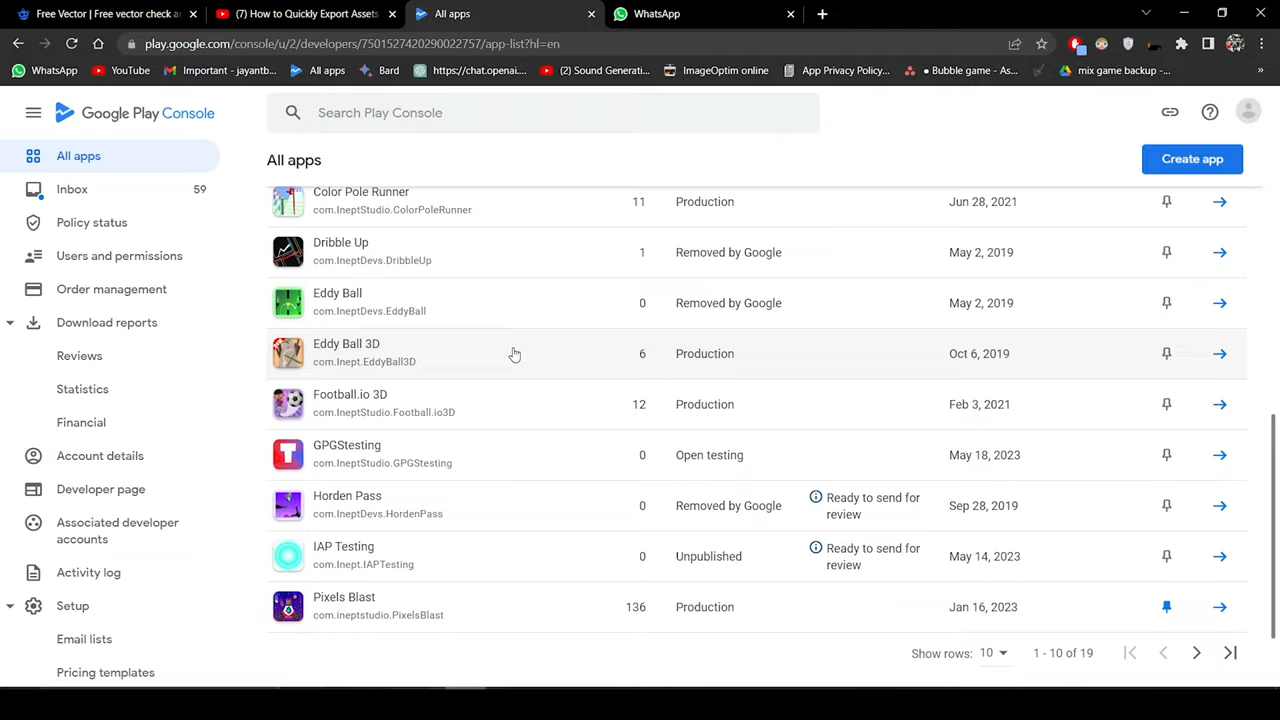 Free Vector | Free vector check a
(7) How to Quickly Export Assets
All apps
WhatsApp
play.google.com/console/u/2/developers/7501527420290022757/app-list?hl=en
WhatsApp
YouTube
Important - jayantb...
All apps
Bard
https://chat.openai....
(2) Sound Generati...
ImageOptim online
App Privacy Policy...
● Bubble game - As...
mix game backup -...
Google Play Console
Search Play Console
All apps
Create app
All apps
Inbox 59
Policy status
Users and permissions
Order management
Download reports
Reviews
Statistics
Financial
Account details
Developer page
Associated developer
accounts
Activity log
Setup
Email lists
Pricing templates
Color Pole Runner
com.IneptStudio.ColorPoleRunner
11 Production Jun 28, 2021
Dribble Up
com.IneptDevs.DribbleUp
1 Removed by Google May 2, 2019
Eddy Ball
com.IneptDevs.EddyBall
0 Removed by Google May 2, 2019
Eddy Ball 3D
com.Inept.EddyBall3D
6 Production Oct 6, 2019
Football.io 3D
com.IneptStudio.Football.io3D
12 Production Feb 3, 2021
T
GPGStesting
com.IneptStudio.GPGStesting
0 Open testing May 18, 2023
Horden Pass
com.IneptDevs.HordenPass
0 Removed by Google
Ready to send for
review
Sep 28, 2019
IAP Testing
com.Inept.IAPTesting
0 Unpublished
Ready to send for
review
May 14, 2023
Pixels Blast
com.ineptstudio.PixelsBlast
136 Production Jan 16, 2023
Show rows: 10 1 - 10 of 19